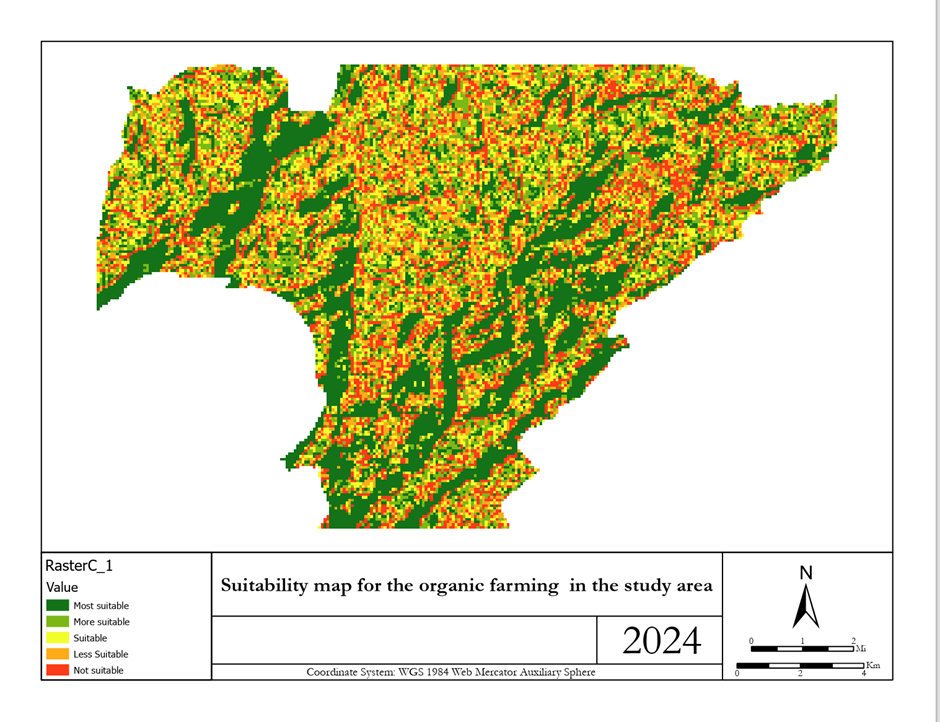 RasterC_1
Value
Most suitable
More suitable
Suitable
Less Suitable
Not suitable
Suitability map for the organic farming  in the study area
2024
Coordinate System: WGS 1984 Web Mercator Auxiliary Sphere
N
0 1 2
Mi
Km
0 2 4